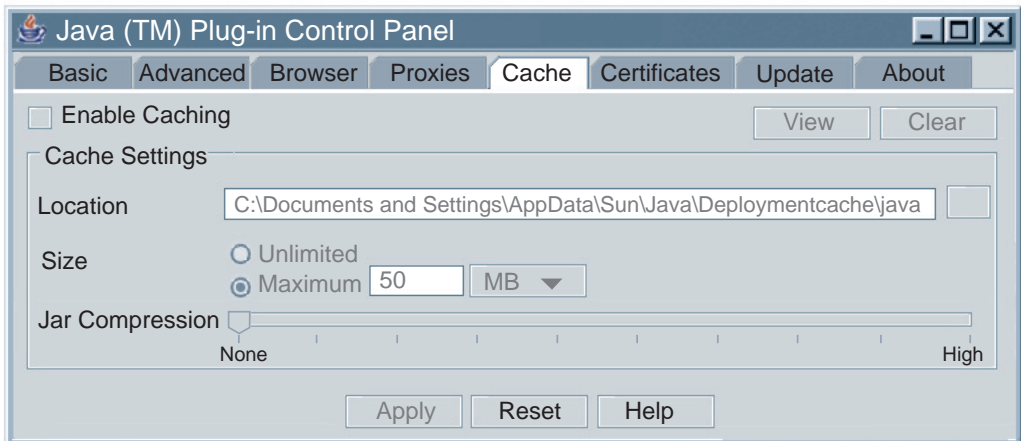 Java (TM) Plug-in Control Panel
Basic Advanced Browser Proxies Cache Certificates Update About
Enable Caching View Clear
Cache Settings
Location C:\Documents and Settings\AppData\Sun\Java\Deploymentcache\java
Size Unlimited
Maximum 50 MB
Jar Compression
None High
Apply Reset Help